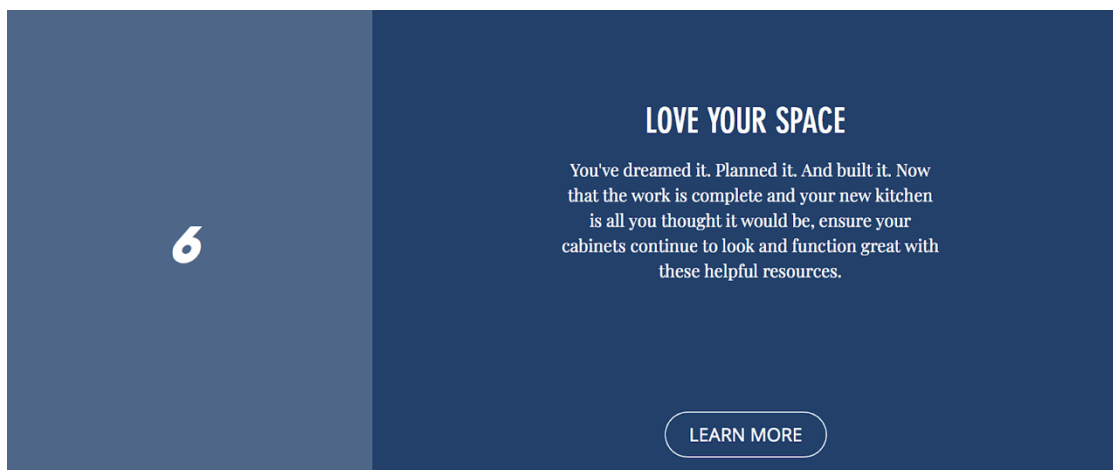 6
LOVE YOUR SPACE
You've dreamed it. Planned it. And built it. Now
that the work is complete and your new kitchen
is all you thought it would be, ensure your
cabinets continue to look and function great with
these helpful resources.
LEARN MORE